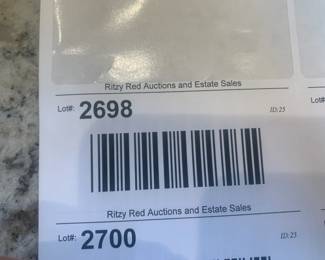 Ritzy Red Auctions and Estate Sales
Lot#: 2698 ID:25
Ritzy Red Auctions and Estate Sales
Lot#: 2700 ID:25